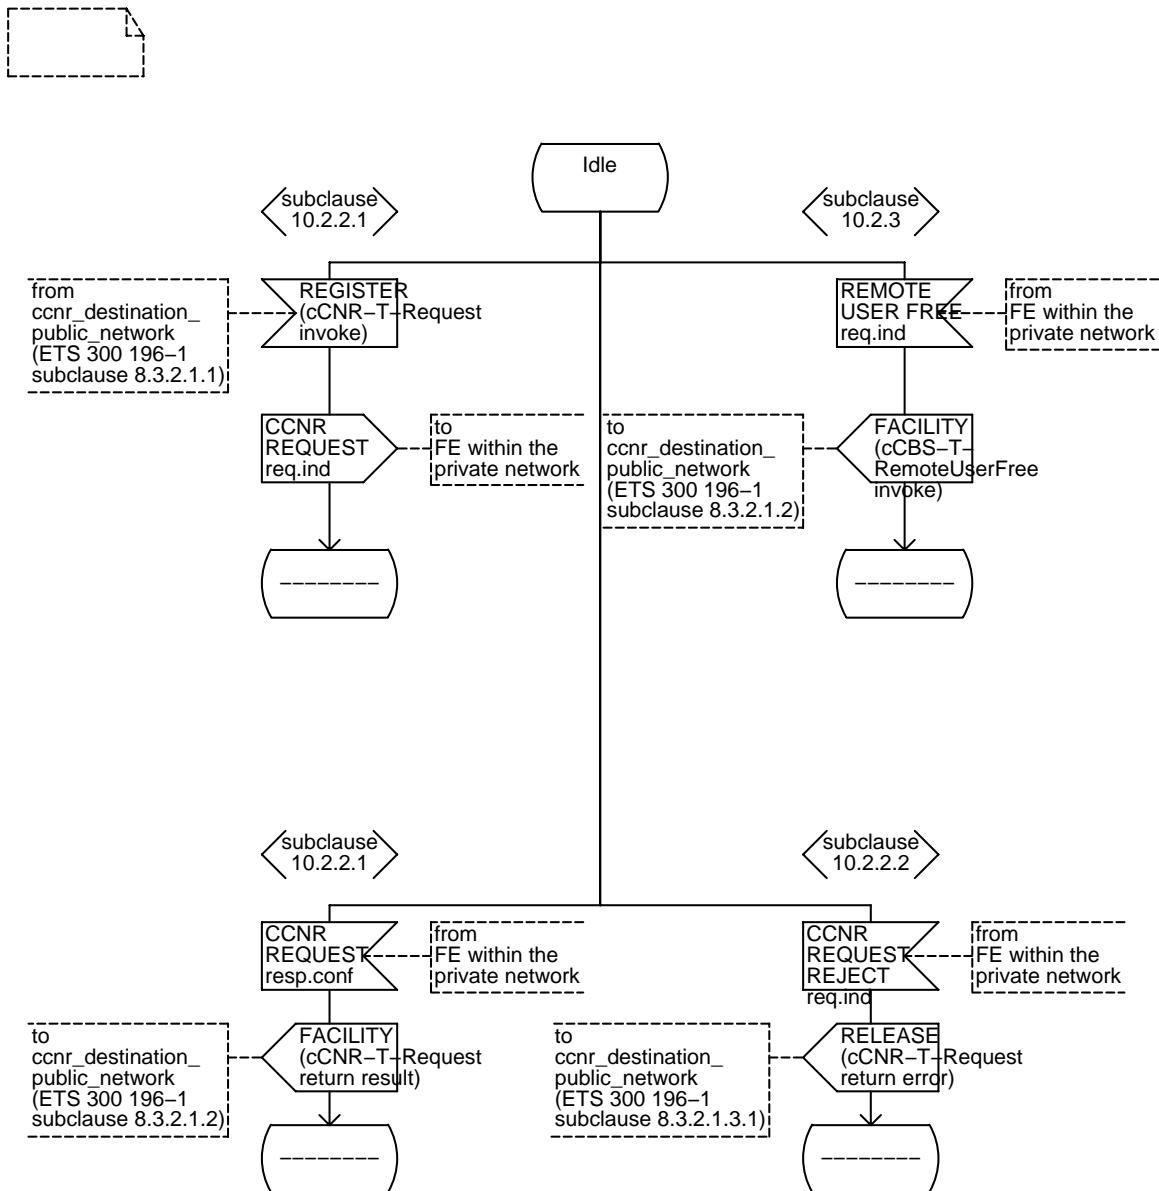 Idle
subclause
10.2.2.1
subclause
10.2.3
from
ccnr_destination_
public_network
(ETS 300 196−1
subclause 8.3.2.1.1)
REGISTER
(cCNR−T−Request
invoke)
REMOTE
USER FREE
req.ind
from
FE within the
private network
CCNR
REQUEST
req.ind
to
FE within the
private network
to
ccnr_destination_
public_network
(ETS 300 196−1
subclause 8.3.2.1.2)
FACILITY
(cCBS−T−
RemoteUserFree
invoke)
−−−−−−−−
−−−−−−−−
subclause
10.2.2.1
subclause
10.2.2.2
CCNR
REQUEST
resp.conf
from
FE within the
private network
CCNR
REQUEST
REJECT
req.ind
from
FE within the
private network
to
ccnr_destination_
public_network
(ETS 300 196−1
subclause 8.3.2.1.2)
FACILITY
(cCNR−T−Request
return result)
to
ccnr_destination_
public_network
(ETS 300 196−1
subclause 8.3.2.1.3.1)
RELEASE
(cCNR−T−Request
return error)
−−−−−−−−
−−−−−−−−